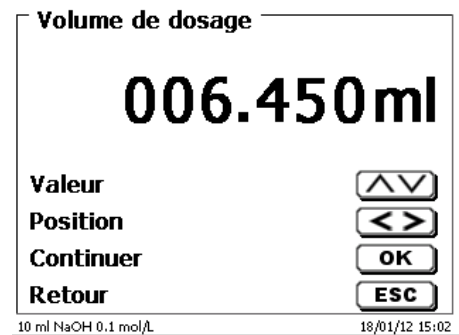 Volume de dosage
006.450ml
Valeur
Position < >
Continuer OK
Retour ESC
10 ml NaOH 0.1 mol/L 18/01/12 15:02